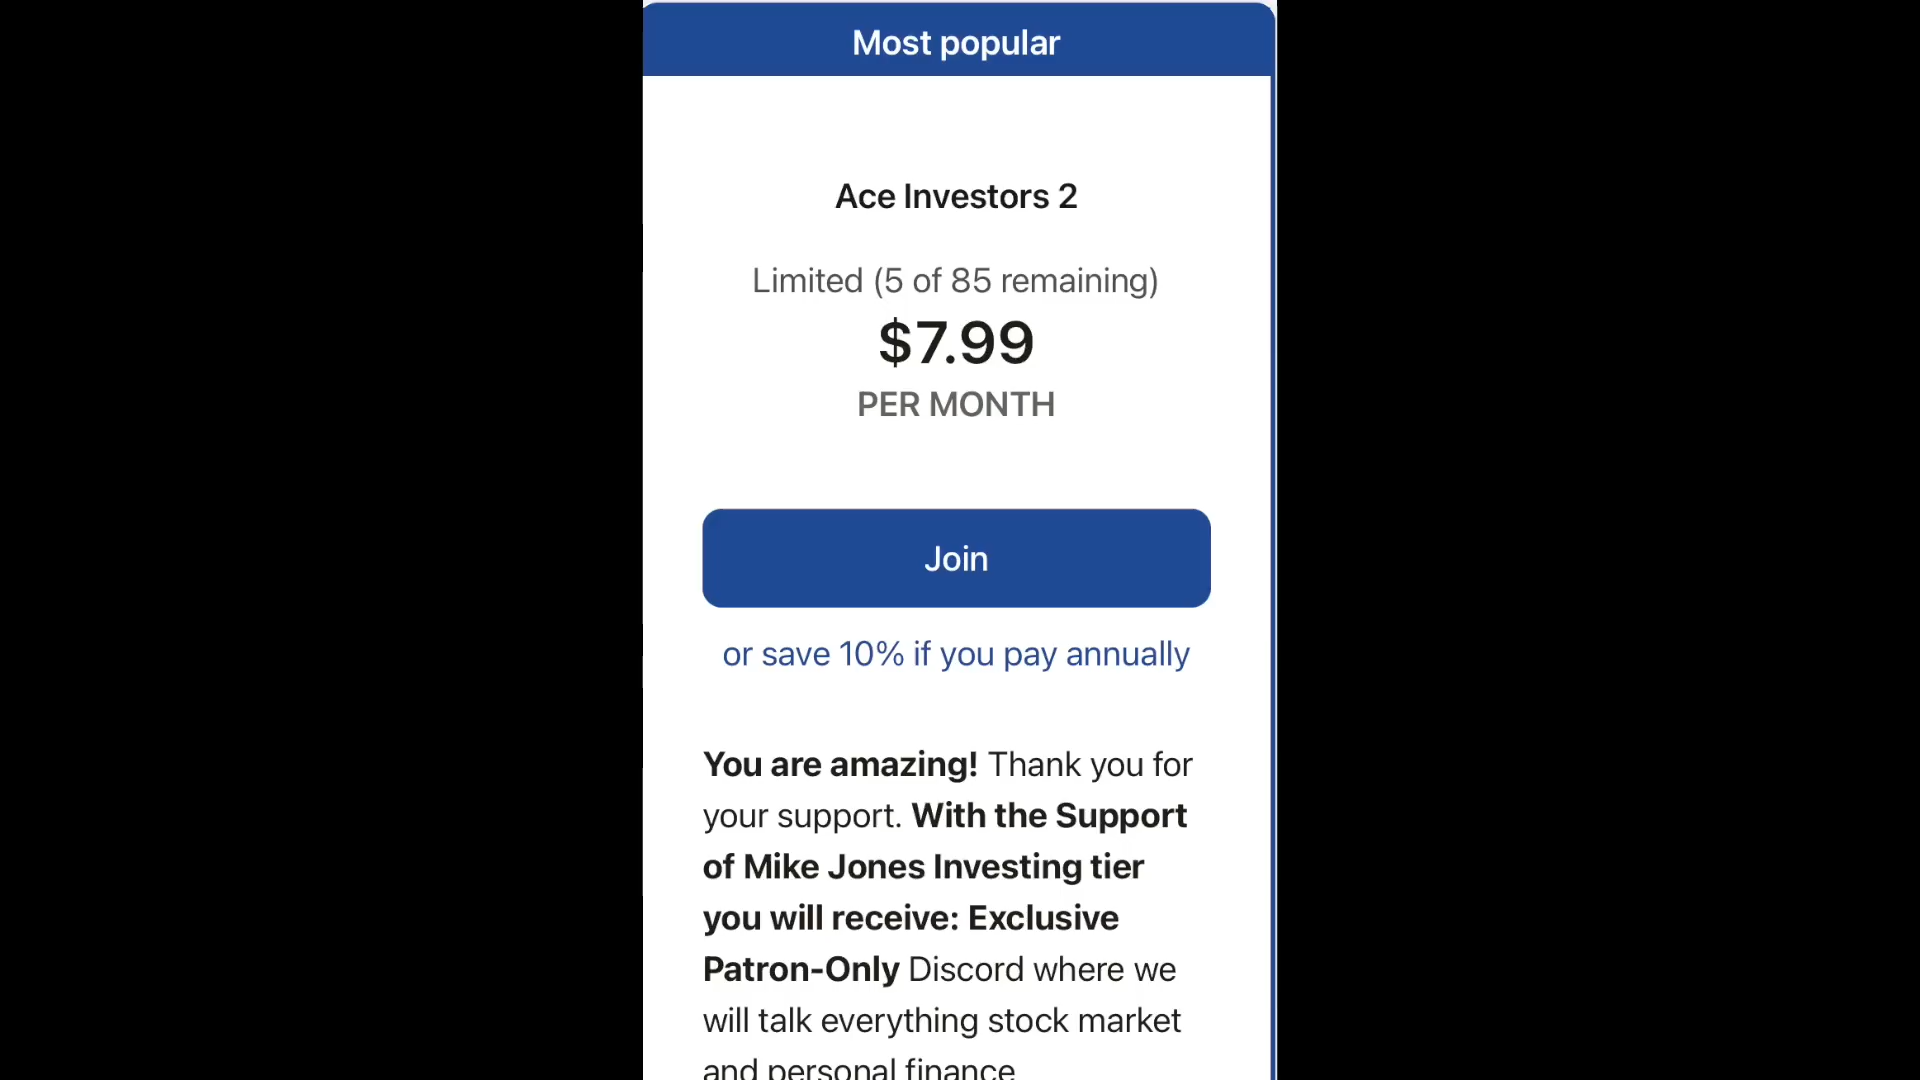 Most popular
Ace Investors 2
Limited (5 of 85 remaining)
$7.99
PER MONTH
Join
or save 10% if you pay annually
You are amazing! Thank you for
your support. With the Support
of Mike Jones Investing tier
you will receive: Exclusive
Patron-Only Discord where we
will talk everything stock market
and personal finance